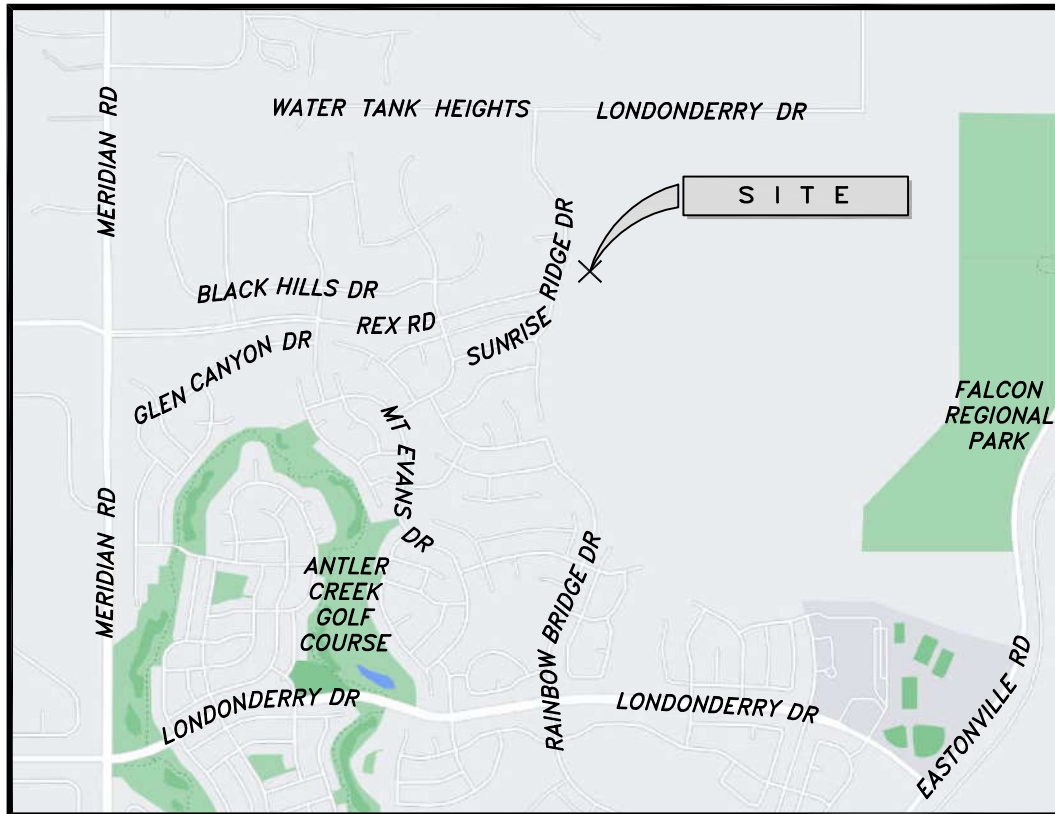 WATER TANK HEIGHTS
LONDONDERRY DR
MERIDIAN RD
SITE
SUNRISE RIDGE DR
BLACK HILLS DR
REX RD
GLEN CANYON DR
MT EVANS DR
FALCON
REGIONAL
PARK
MERIDIAN RD
ANTLER
CREEK
GOLF
COURSE
RAINBOW BRIDGE DR
LONDONDERRY DR
LONDONDERRY DR
EASTONVILLE RD